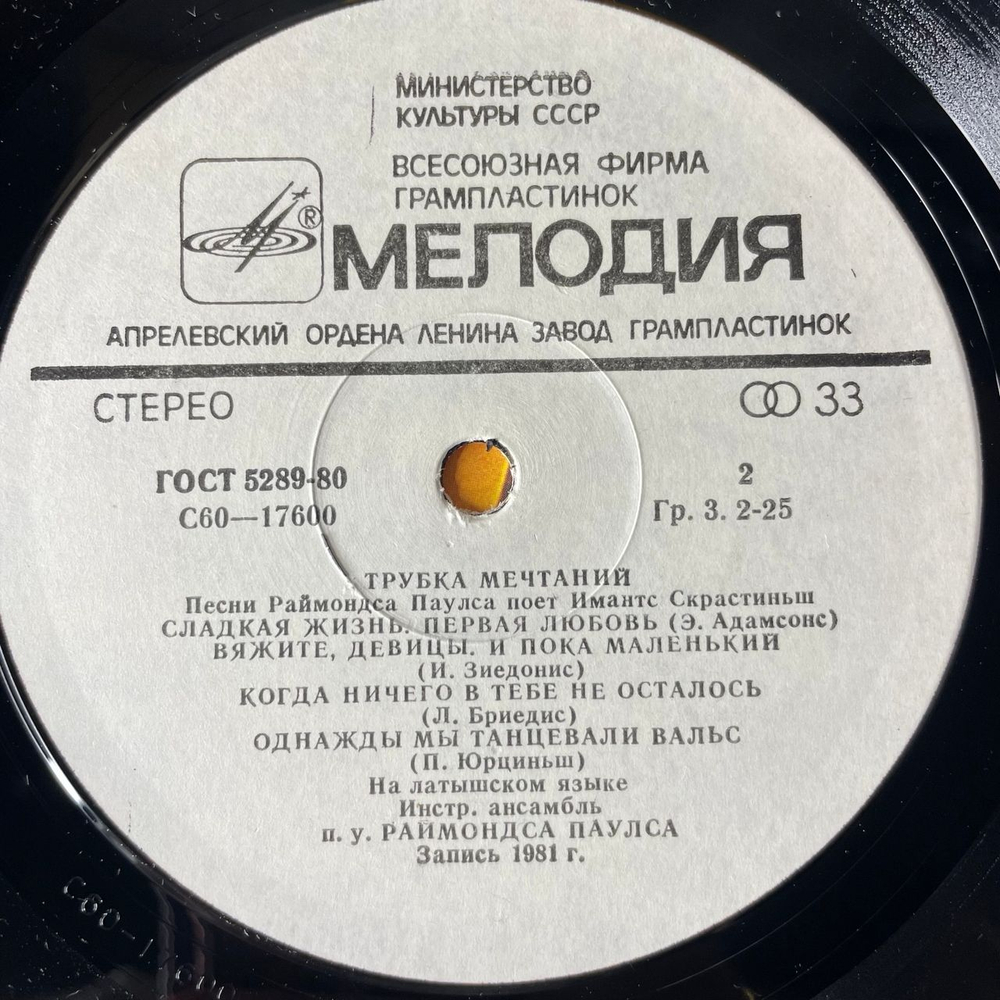 МИНИСТЕРСТВО
КУЛЬТУРЫ СССР
ВСЕСОЮЗНАЯ ФИРМА
ГРАМПЛАСТИНОК
®
МЕЛОДИЯ
АПРЕЛЕВСКИЙ ОРДЕНА ЛЕНИНА ЗАВОД ГРАМПЛАСТИНОК
СТЕРЕО
33
ГОСТ 5289-80
2
С60—17600
Гр. 3. 2-25
ТРУБКА МЕЧТАНИЙ
Песни Раймондса Паулса поет Имантс Скрастиньш
СЛАДКАЯ ЖИЗНЬ. ПЕРВАЯ ЛЮБОВЬ (Э. Адамсонс)
ВЯЖИТЕ, ДЕВИЦЫ. И ПОКА МАЛЕНЬКИЙ
(И. Зиедонис)
КОГДА НИЧЕГО В ТЕБЕ НЕ ОСТАЛОСЬ
(Л. Бриедис)
ОДНАЖДЫ МЫ ТАНЦЕВАЛИ ВАЛЬС
(П. Юрциньш)
На латышском языке
Инстр. ансамбль
п. у. РАЙМОНДСА ПАУЛСА
Запись 1981 г.
С60-17600